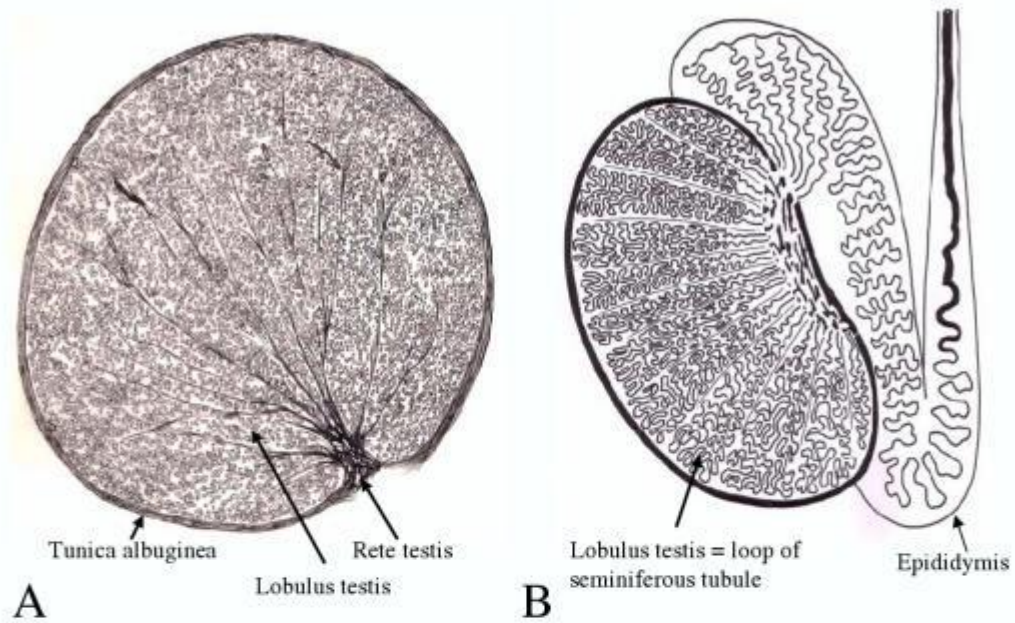 Tunica albuginea
Rete testis
Lobulus testis
A
Lobulus testis = loop of
seminiferous tubule
Epididymis
B